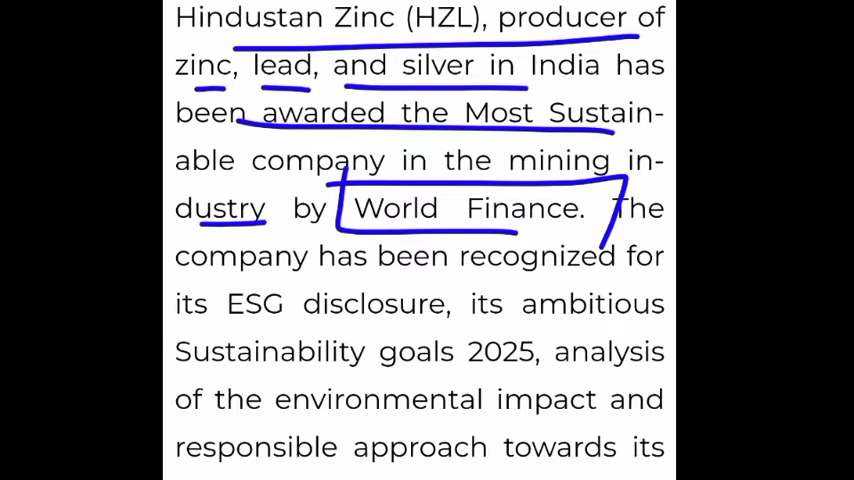 Hindustan Zinc (HZL), producer of
zinc, lead, and silver in India has
been awarded the Most Sustain-
able company in the mining in-
dustry by World Finance. The
company has been recognized for
its ESG disclosure, its ambitious
Sustainability goals 2025, analysis
of the environmental impact and
responsible approach towards its